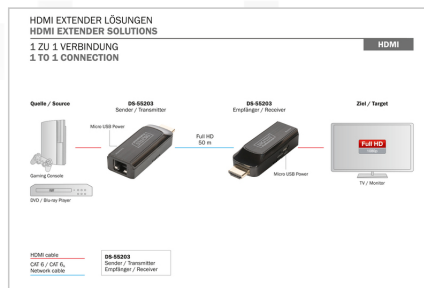 HDMI EXTENDER LÖSUNGEN
HDMI EXTENDER SOLUTIONS
1 ZU 1 VERBINDUNG
1 TO 1 CONNECTION
HDMI
Quelle / Source
DS-55203
Sender / Transmitter
DS-55203
Empfänger / Receiver
Ziel / Target
Micro USB Power
Full HD
50 m
Full HD
Micro USB Power
Gaming Console
TV / Monitor
DVD / Blu-ray Player
HDMI cable
CAT 6 / CAT 6A
Network cable
DS-55203
Sender / Transmitter
Empfänger / Receiver